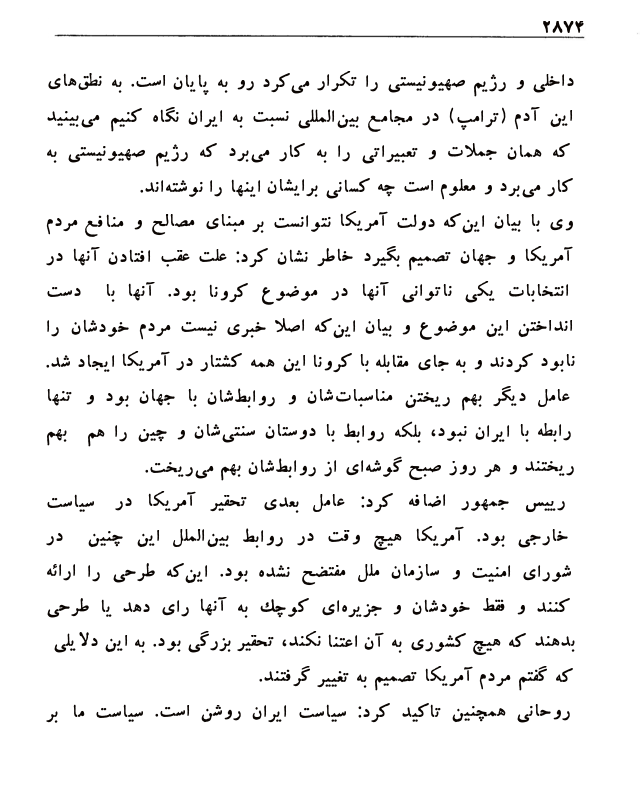 ۲۸۷۴
داخلی و رژیم صهیونیستی را تکرار می‌کرد رو به پایان است. به نطق‌های
این آدم (ترامپ) در مجامع بین‌المللی نسبت به ایران نگاه کنیم می‌بینید
که همان جملات و تعبیراتی را به کار می‌برد که رژیم صهیونیستی به
کار می‌برد و معلوم است چه کسانی برایشان اینها را نوشته‌اند.
وی با بیان این‌که دولت آمریکا نتوانست بر مبنای مصالح و منافع مردم
آمریکا و جهان تصمیم بگیرد خاطر نشان کرد: علت عقب افتادن آنها در
انتخابات یکی ناتوانی آنها در موضوع کرونا بود. آنها با دست
انداختن این موضوع و بیان این‌که اصلا خبری نیست مردم خودشان را
نابود کردند و به جای مقابله با کرونا این همه کشتار در آمریکا ایجاد شد.
عامل دیگر بهم ریختن مناسبات‌شان و روابط‌شان با جهان بود و تنها
رابطه با ایران نبود، بلکه روابط با دوستان سنتی‌شان و چین را هم بهم
ریختند و هر روز صبح گوشه‌ای از روابط‌شان بهم می‌ریخت.
رییس جمهور اضافه کرد: عامل بعدی تحقیر آمریکا در سیاست
خارجی بود. آمریکا هیچ وقت در روابط بین‌الملل این چنین در
شورای امنیت و سازمان ملل مفتضح نشده بود. این‌که طرحی را ارائه
کنند و فقط خودشان و جزیره‌ای کوچک به آنها رای دهد یا طرحی
بدهند که هیچ کشوری به آن اعتنا نکند، تحقیر بزرگی بود. به این دلایلی
که گفتم مردم آمریکا تصمیم به تغییر گرفتند.
روحانی همچنین تاکید کرد: سیاست ایران روشن است. سیاست ما بر